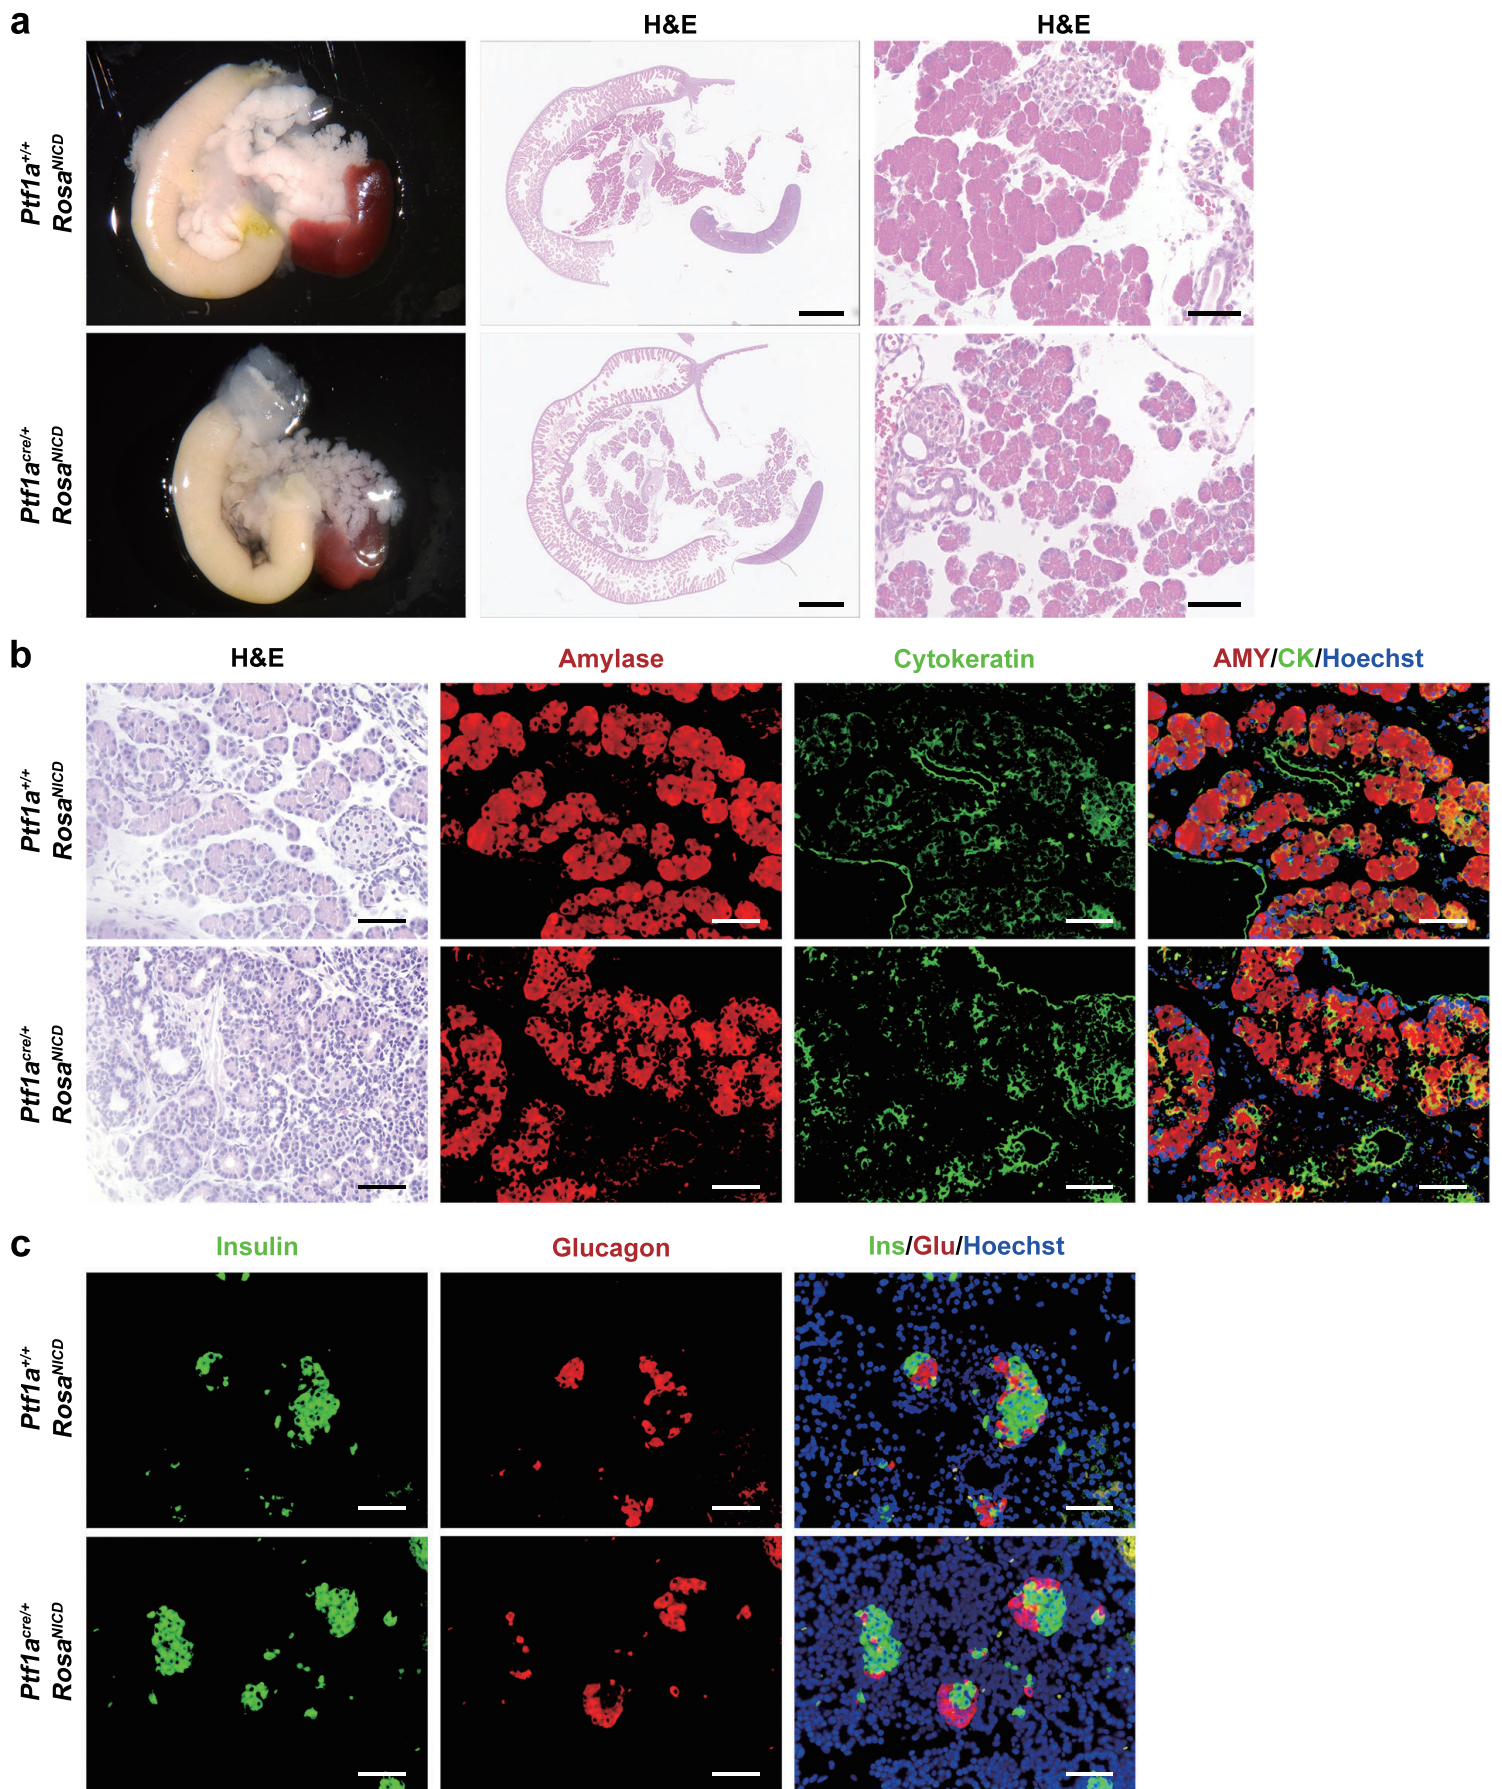 a
H&E
H&E
Ptf1a+/+
RosaNICD
Ptf1acre/+
RosaNICD
b
H&E
Amylase
Cytokeratin
AMY/CK/Hoechst
Ptf1a+/+
RosaNICD
Ptf1acre/+
RosaNICD
c
Insulin
Glucagon
Ins/Glu/Hoechst
Ptf1a+/+
RosaNICD
Ptf1acre/+
RosaNICD